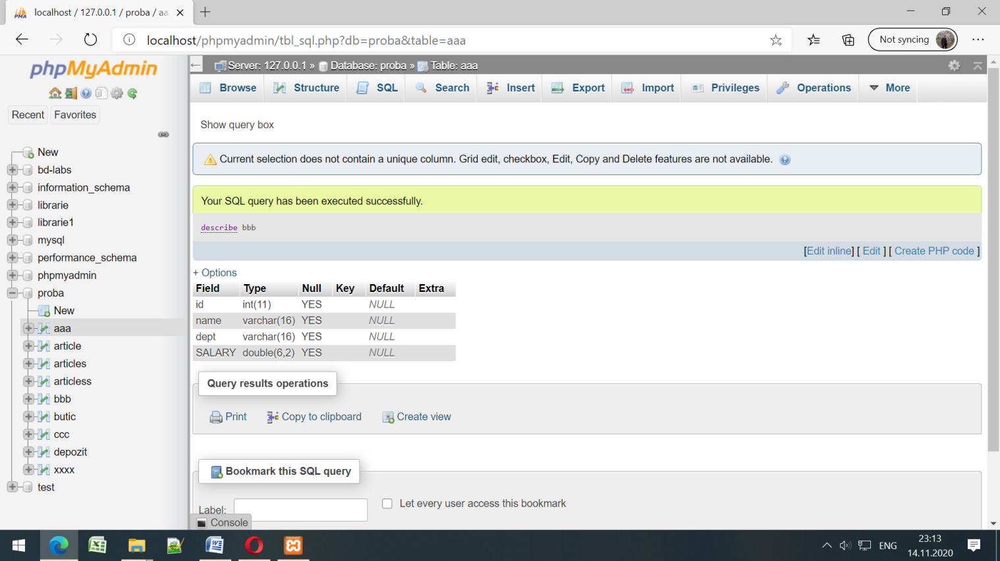 localhost / 127.0.0.1 / proba / aa
localhost/phpmyadmin/tbl_sql.php?db=proba&table=aaa
Not syncing
phpMyAdmin
Recent Favorites
New
bd-labs
information_schema
librarie
librarie1
mysql
performance_schema
phpmyadmin
proba
New
aaa
article
articles
articless
bbb
butic
ccc
depozit
xxxx
test
Server: 127.0.0.1 » Database: proba » Table: aaa
Browse Structure SQL Search Insert Export Import Privileges Operations More
Show query box
Current selection does not contain a unique column. Grid edit, checkbox, Edit, Copy and Delete features are not available.
Your SQL query has been executed successfully.
describe bbb
[Edit inline] [ Edit ] [ Create PHP code ]
+ Options
Field Type Null Key Default Extra
id int(11) YES NULL
name varchar(16) YES NULL
dept varchar(16) YES NULL
SALARY double(6,2) YES NULL
Query results operations
Print Copy to clipboard Create view
Bookmark this SQL query
Label: Let every user access this bookmark
Console
ENG
23:13
14.11.2020